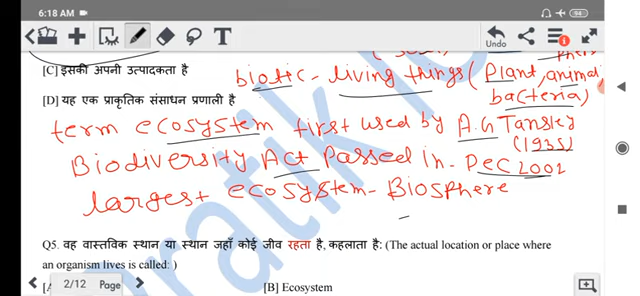 6:18 AM
94
Undo
[C] इसकी अपनी उत्पादकता है
biotic - living things ( Plant, animal,
bacteria)
[D] यह एक प्राकृतिक संसाधन प्रणाली है
term ecosystem first used by A.G Tansley
(1935)
Biodiversity Act Passed in - Dec 2002
largest ecosystem - Biosphere
Q5. वह वास्तविक स्थान या स्थान जहाँ कोई जीव रहता है, कहलाता है: (The actual location or place where
an organism lives is called: )
2/12 Page
[B] Ecosystem